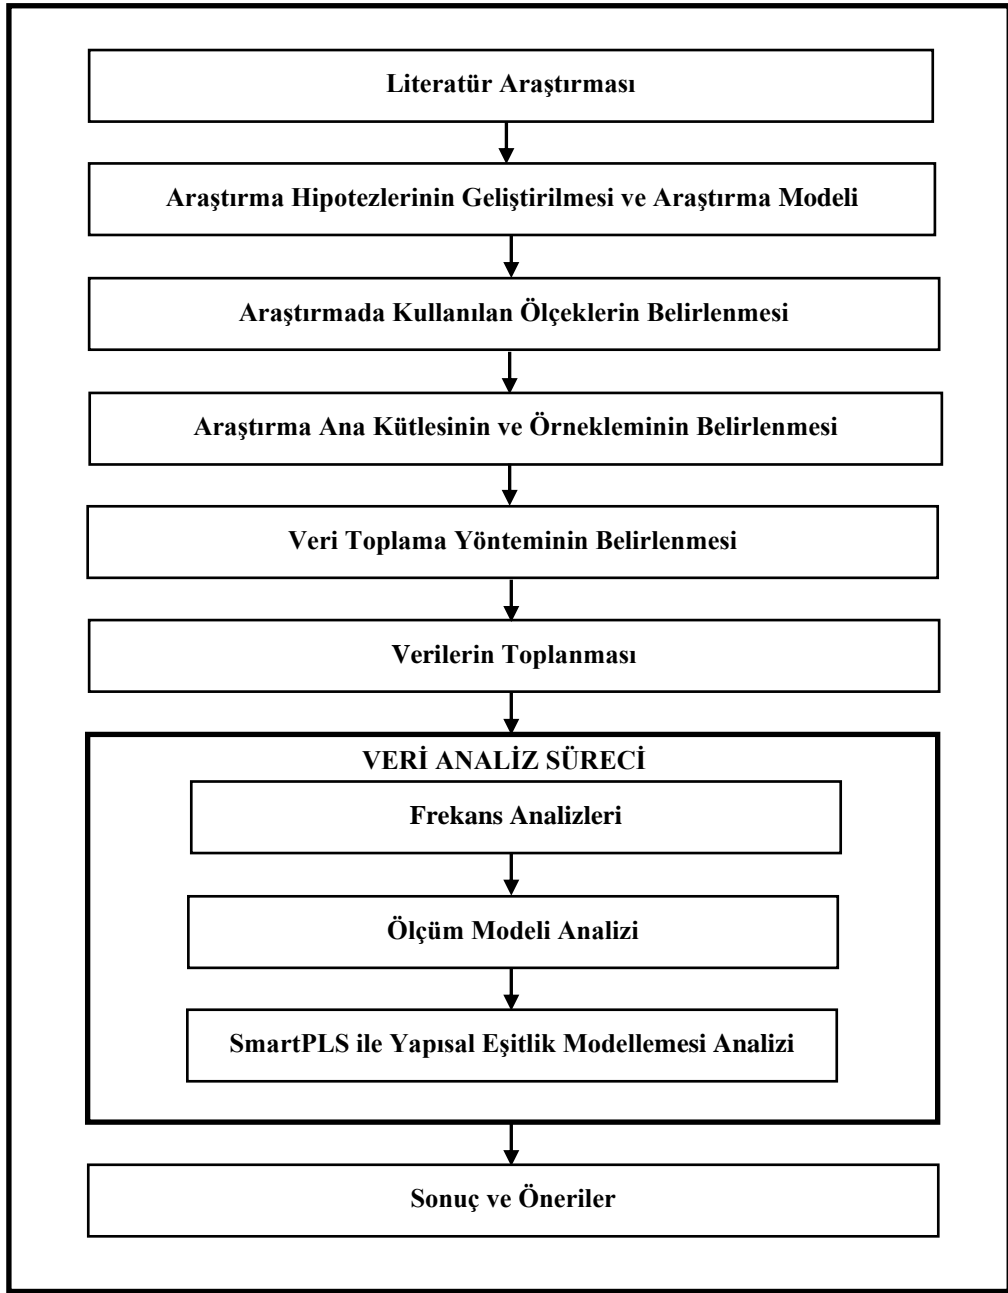 Literatür Araştırması
Araştırma Hipotezlerinin Geliştirilmesi ve Araştırma Modeli
Araştırmada Kullanılan Ölçeklerin Belirlenmesi
Araştırma Ana Kütlesinin ve Örnekleminin Belirlenmesi
Veri Toplama Yönteminin Belirlenmesi
Verilerin Toplanması
VERİ ANALİZ SÜRECİ
Frekans Analizleri
Ölçüm Modeli Analizi
SmartPLS ile Yapısal Eşitlik Modellemesi Analizi
Sonuç ve Öneriler